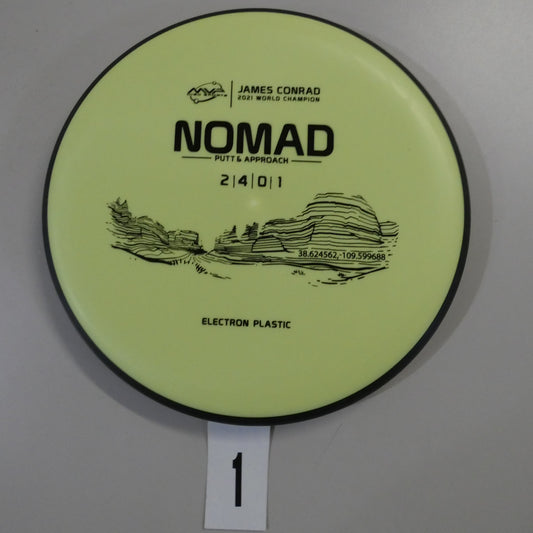 MVP
JAMES CONRAD
2021 WORLD CHAMPION
NOMAD
PUTT & APPROACH
2|4|0|1
38.624562,-109.599688
ELECTRON PLASTIC
1